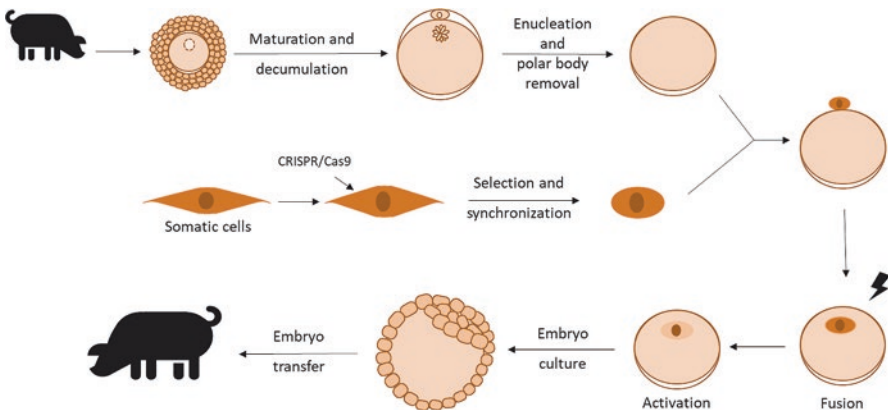 Maturation and
decumulation
Enucleation
and
polar body
removal
CRISPR/Cas9
Somatic cells
Selection and
synchronization
Embryo
transfer
Embryo
culture
Activation
Fusion